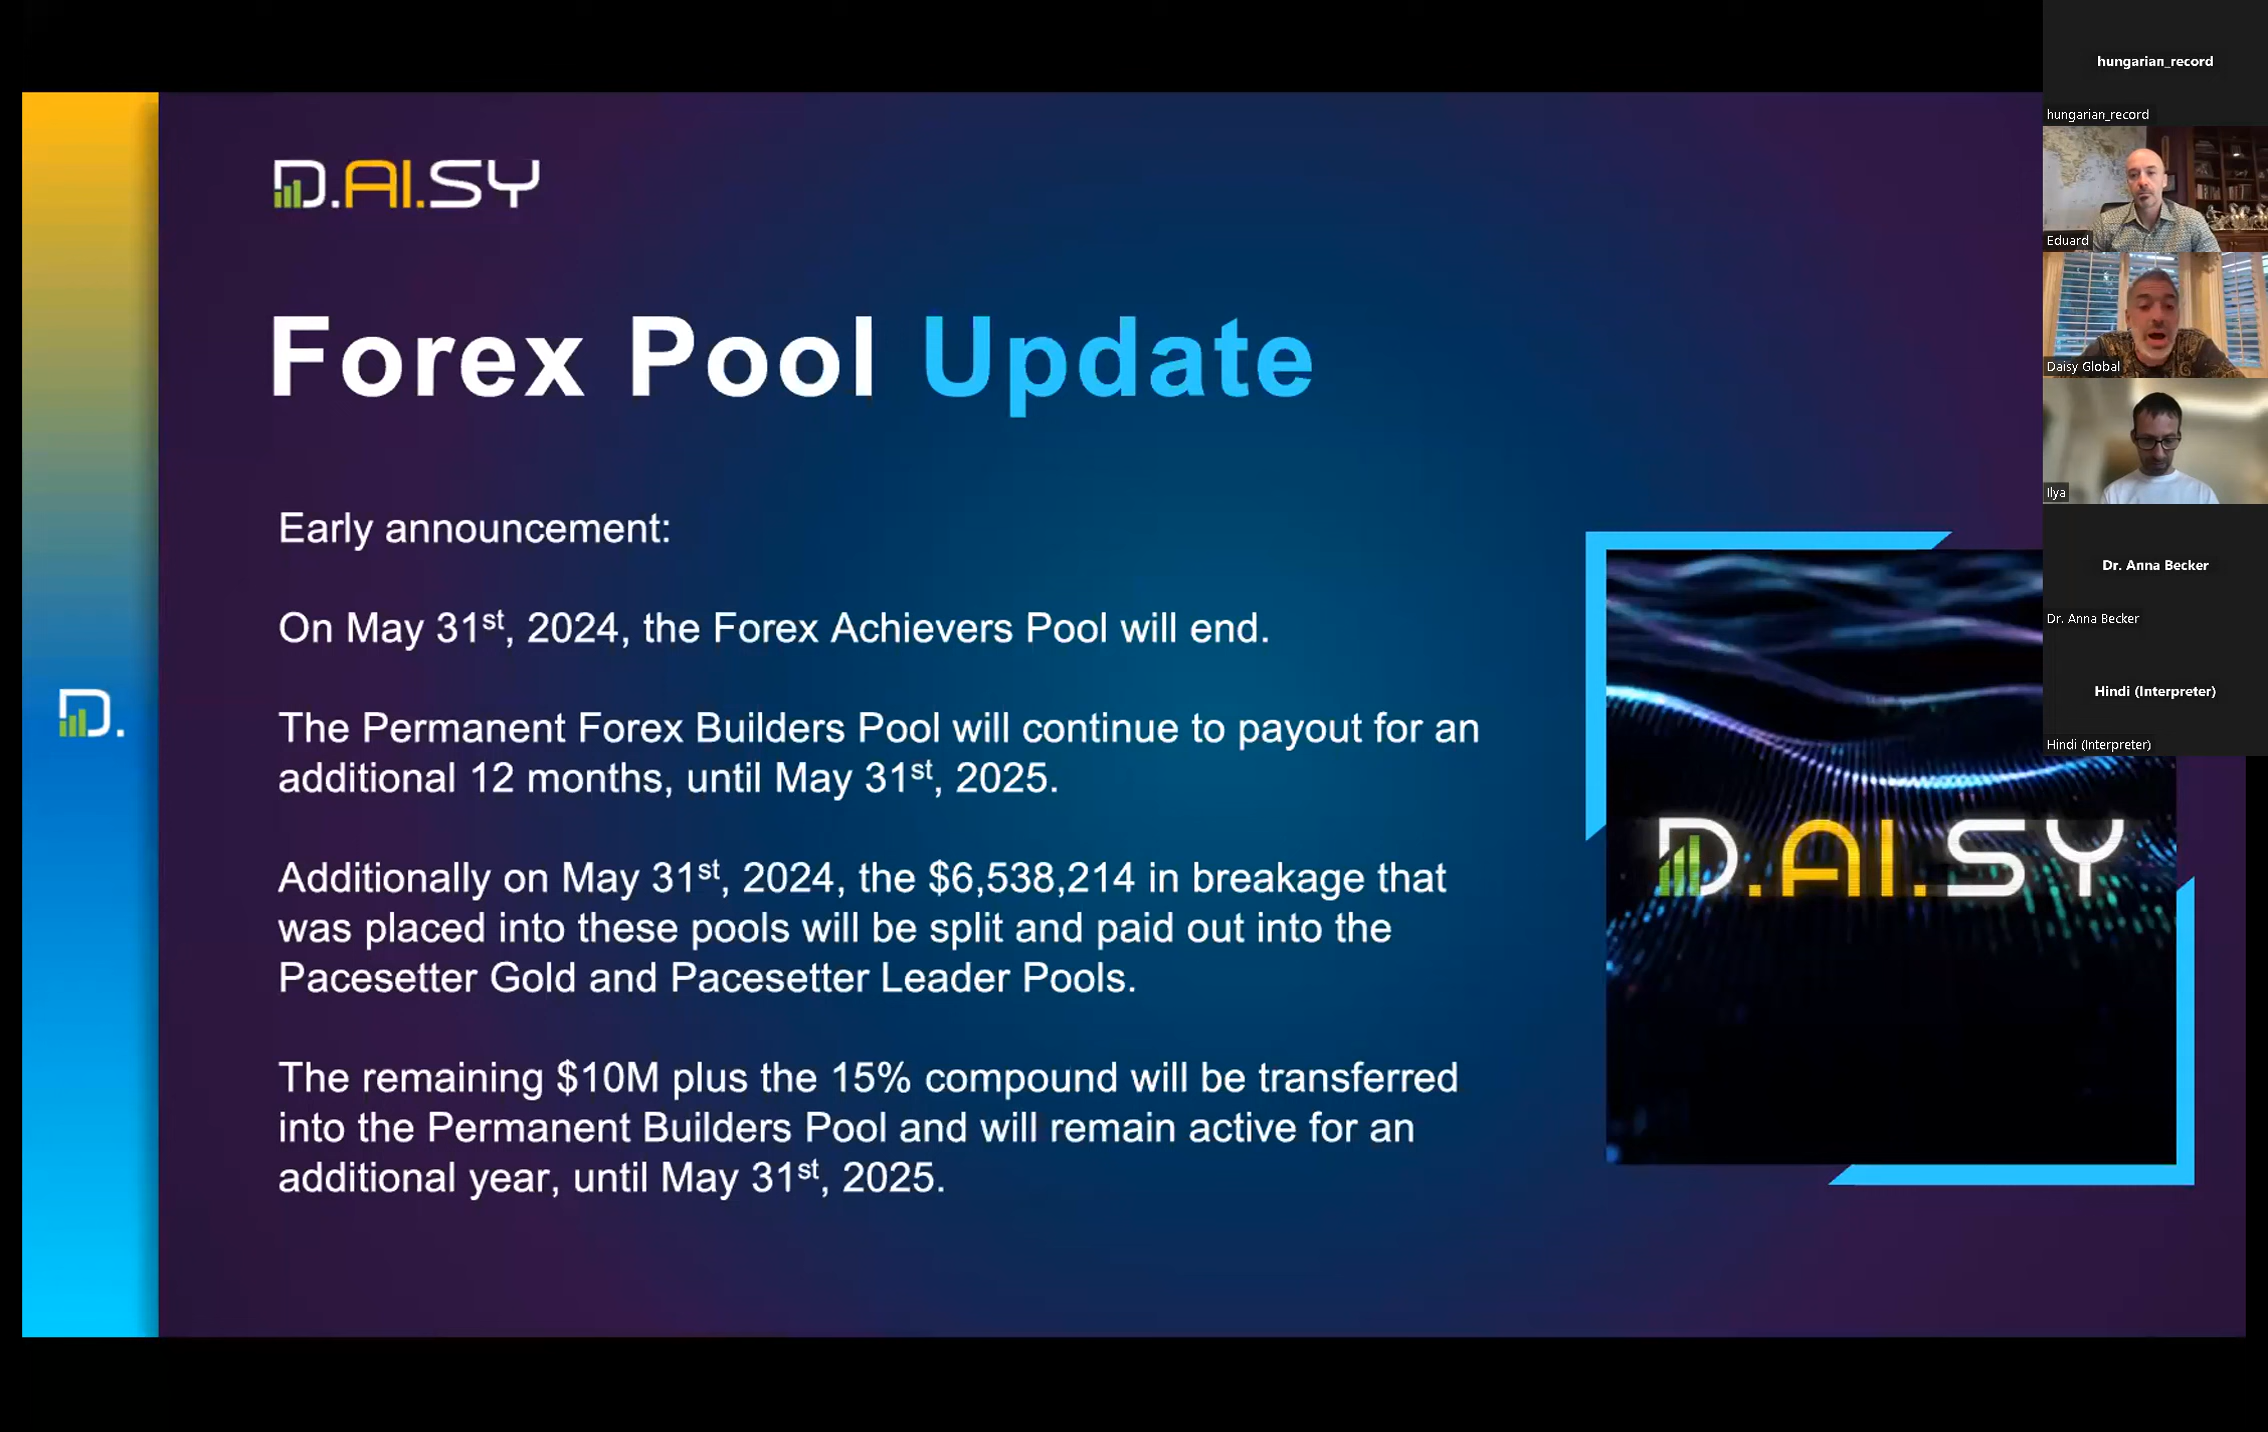 D.AI.SY
Forex Pool Update
Early announcement:
On May 31st, 2024, the Forex Achievers Pool will end.
The Permanent Forex Builders Pool will continue to payout for an
additional 12 months, until May 31st, 2025.
Additionally on May 31st, 2024, the $6,538,214 in breakage that
was placed into these pools will be split and paid out into the
Pacesetter Gold and Pacesetter Leader Pools.
The remaining $10M plus the 15% compound will be transferred
into the Permanent Builders Pool and will remain active for an
additional year, until May 31st, 2025.
D.
D.AI.SY
hungarian_record
hungarian_record
Eduard
Daisy Global
Ilya
Dr. Anna Becker
Dr. Anna Becker
Hindi (Interpreter)
Hindi (Interpreter)